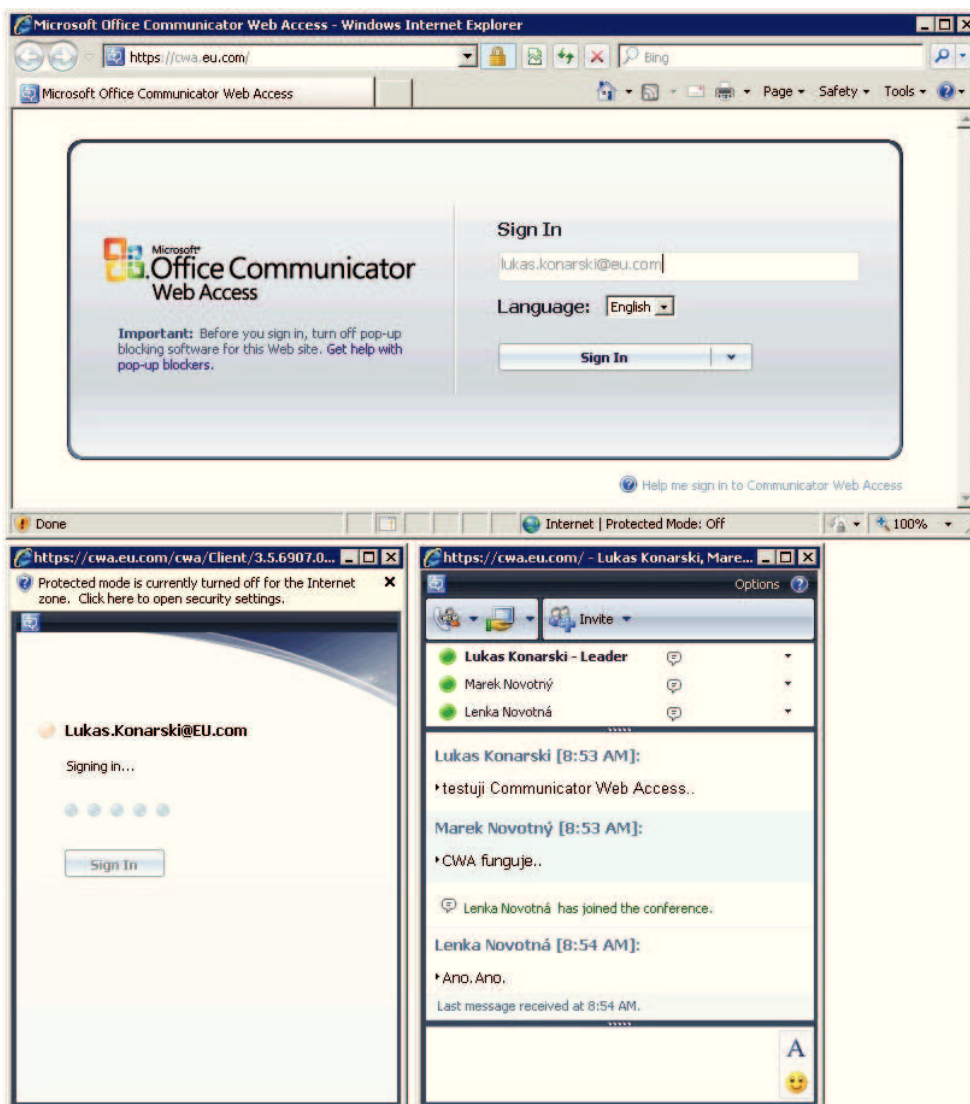 Microsoft Office Communicator Web Access - Windows Internet Explorer
https://cwa.eu.com/
Bing
Microsoft Office Communicator Web Access
Page
Safety
Tools
Sign In
lukas.konarski@eu.com
Microsoft®
Office Communicator
Web Access
Language: English
Important: Before you sign in, turn off pop-up
blocking software for this Web site. Get help with
pop-up blockers.
Sign In
Help me sign in to Communicator Web Access
Done
Internet | Protected Mode: Off
100%
https://cwa.eu.com/cwa/Client/3.5.6907.0...
Protected mode is currently turned off for the Internet
zone. Click here to open security settings.
Lukas.Konarski@EU.com
Signing in...
Sign In
https://cwa.eu.com/ - Lukas Konarski, Mare...
Options
Invite
Lukas Konarski - Leader
Marek Novotný
Lenka Novotná
Lukas Konarski [8:53 AM]:
testuji Communicator Web Access..
Marek Novotný [8:53 AM]:
CWA funguje..
Lenka Novotná has joined the conference.
Lenka Novotná [8:54 AM]:
Ano. Ano.
Last message received at 8:54 AM.
A